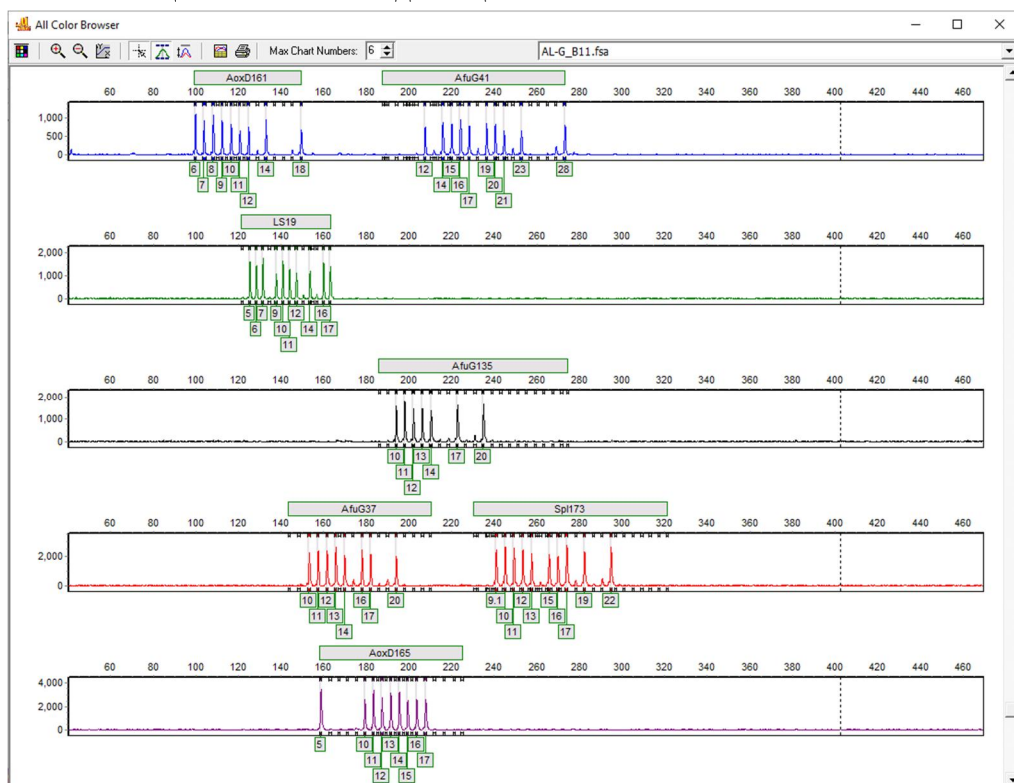 All Color Browser
Max Chart Numbers: 6 AL-G_B11.fsa
AoxD161 AfuG41
60 80 100 120 140 160 180 200 220 240 260 280 300 320 340 360 380 400 420 440 460
1,000
500
0
6 8 10 14 18 12 15 19 23 28
7 9 11 14 16 20
12 17 21
LS19
60 80 100 120 140 160 180 200 220 240 260 280 300 320 340 360 380 400 420 440 460
2,000
1,000
0
5 7 9 12 16
6 10 14 17
11
AfuG135
60 80 100 120 140 160 180 200 220 240 260 280 300 320 340 360 380 400 420 440 460
2,000
1,000
0
10 13 17 20
11 14
12
AfuG37 Spl173
60 80 100 120 140 160 180 200 220 240 260 280 300 320 340 360 380 400 420 440 460
2,000
0
10 12 16 20 9.1 12 15 19 22
11 13 17 10 13 16
14 11 17
AoxD165
60 80 100 120 140 160 180 200 220 240 260 280 300 320 340 360 380 400 420 440 460
4,000
2,000
0
5 10 13 16
11 14 17
12 15